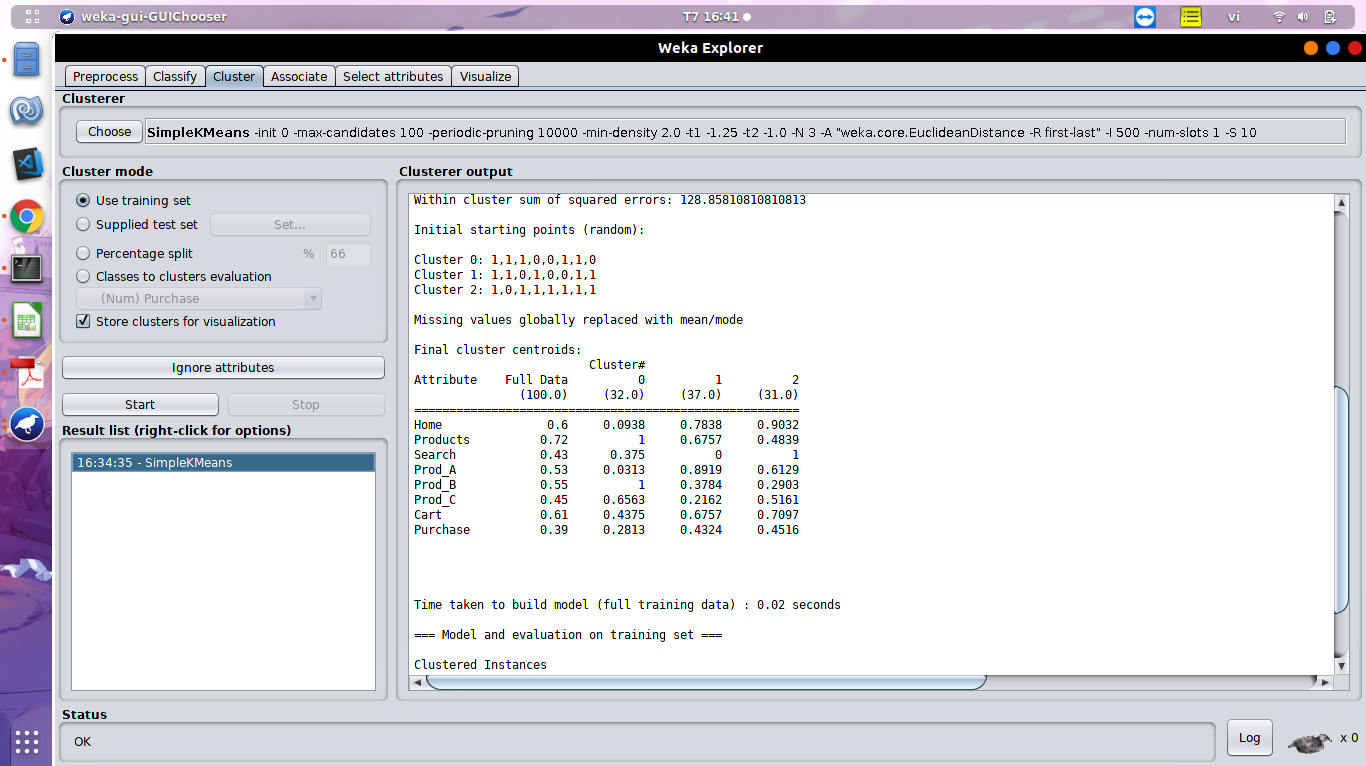 weka-gui-GUIChooser
T7 16:41
vi
Weka Explorer
Preprocess Classify Cluster Associate Select attributes Visualize
Clusterer
Choose SimpleKMeans -init 0 -max-candidates 100 -periodic-pruning 10000 -min-density 2.0 -t1 -1.25 -t2 -1.0 -N 3 -A "weka.core.EuclideanDistance -R first-last" -I 500 -num-slots 1 -S 10
Cluster mode
Use training set
Supplied test set Set...
Percentage split % 66
Classes to clusters evaluation
(Num) Purchase
Store clusters for visualization
Ignore attributes
Start Stop
Result list (right-click for options)
16:34:35 - SimpleKMeans
Clusterer output
Within cluster sum of squared errors: 128.85810810810813
Initial starting points (random):
Cluster 0: 1,1,1,0,0,1,1,0
Cluster 1: 1,1,0,1,0,0,1,1
Cluster 2: 1,0,1,1,1,1,1,1
Missing values globally replaced with mean/mode
Final cluster centroids:
Cluster#
Attribute Full Data 0 1 2
(100.0) (32.0) (37.0) (31.0)
=======================================================
Home 0.6 0.0938 0.7838 0.9032
Products 0.72 1 0.6757 0.4839
Search 0.43 0.375 0 1
Prod_A 0.53 0.0313 0.8919 0.6129
Prod_B 0.55 1 0.3784 0.2903
Prod_C 0.45 0.6563 0.2162 0.5161
Cart 0.61 0.4375 0.6757 0.7097
Purchase 0.39 0.2813 0.4324 0.4516
Time taken to build model (full training data) : 0.02 seconds
=== Model and evaluation on training set ===
Clustered Instances
Status
OK
Log
x 0